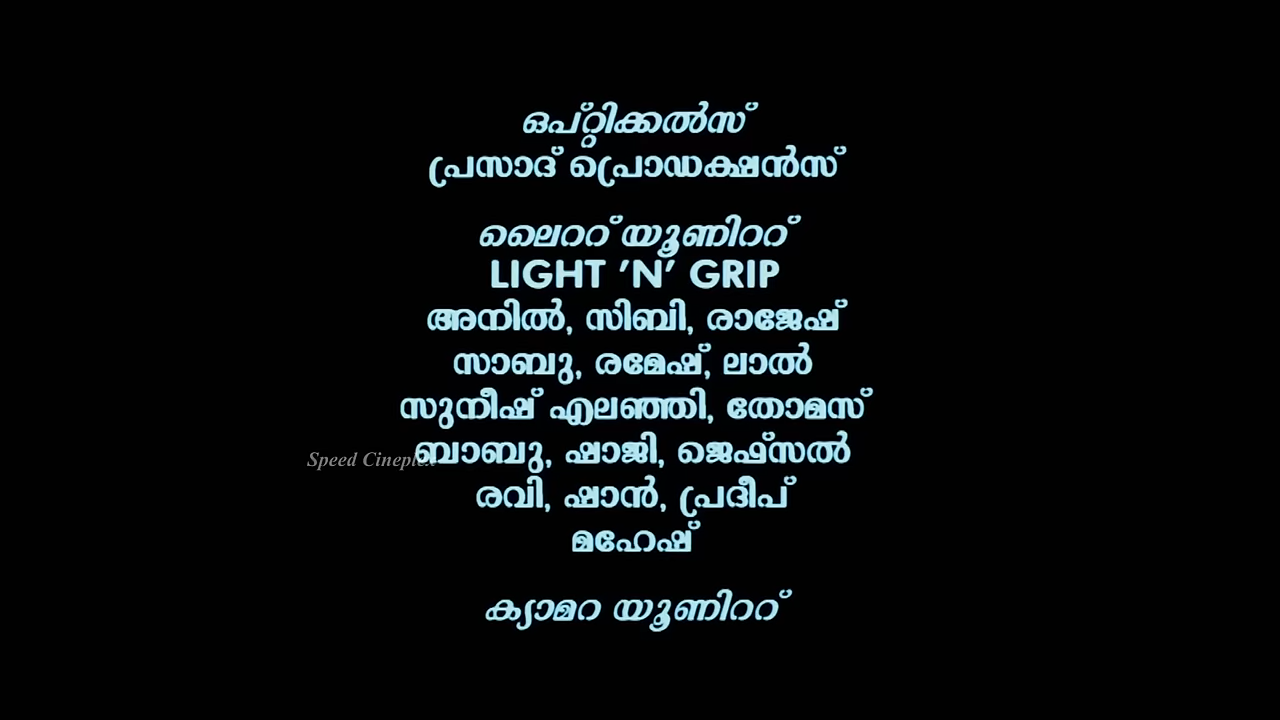 ഒപ്റ്റിക്കൽസ്
പ്രസാദ് പ്രൊഡക്ഷൻസ്
ലൈററ് യൂണിററ്
LIGHT 'N' GRIP
അനിൽ, സിബി, രാജേഷ്
സാബു, രമേഷ്, ലാൽ
സുനീഷ് എലഞ്ഞി, തോമസ്
ബാബു, ഷാജി, ജെഫ്സൽ
Speed Cineplex
രവി, ഷാൻ, പ്രദീപ്
മഹേഷ്
ക്യാമറ യൂണിററ്